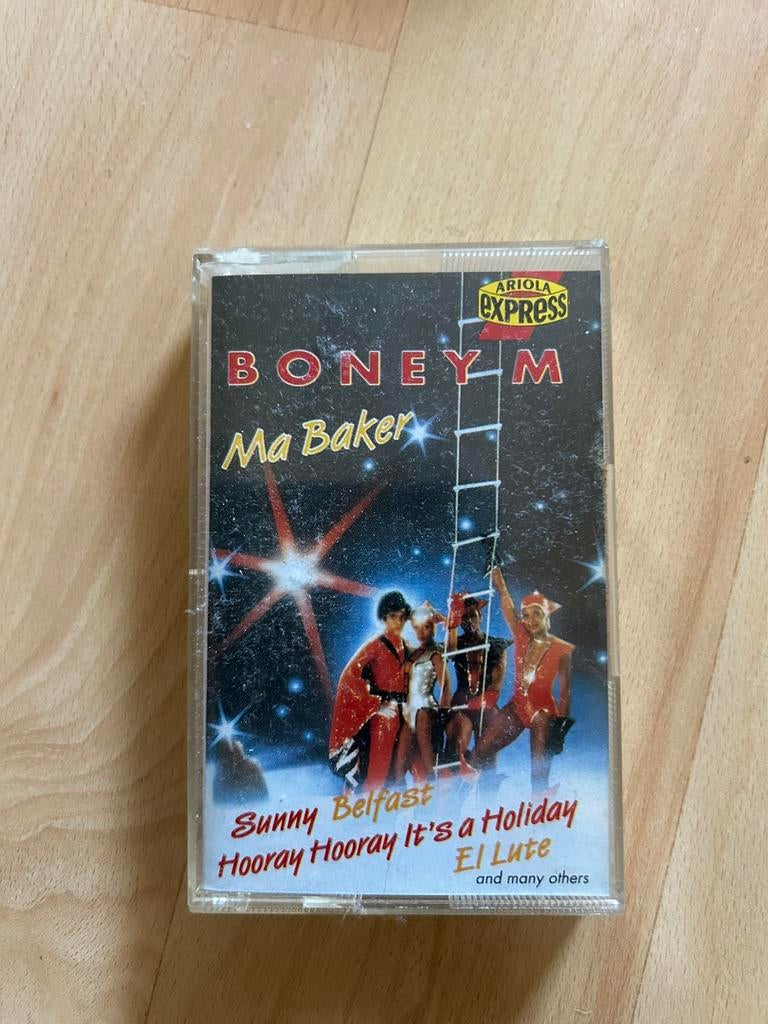 ARIOLA
EXPRESS
BONEY M
Ma Baker
Sunny Belfast
Hooray Hooray It's a Holiday
El Lute
and many others